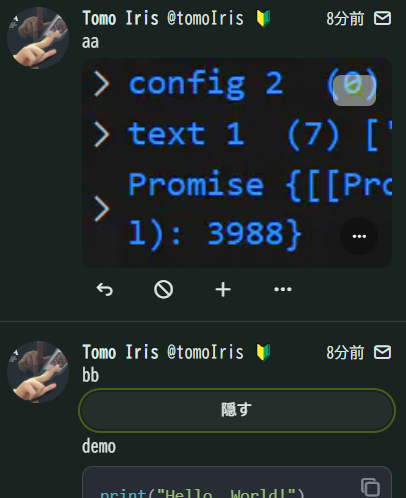 Tomo Iris @tomoIris 🔰 8分前
aa
config 2 (0)
text 1 (7) ['
Promise {[[Pro
l): 3988}
Tomo Iris @tomoIris 🔰 8分前
bb
隠す
demo
print("Hello, World!")